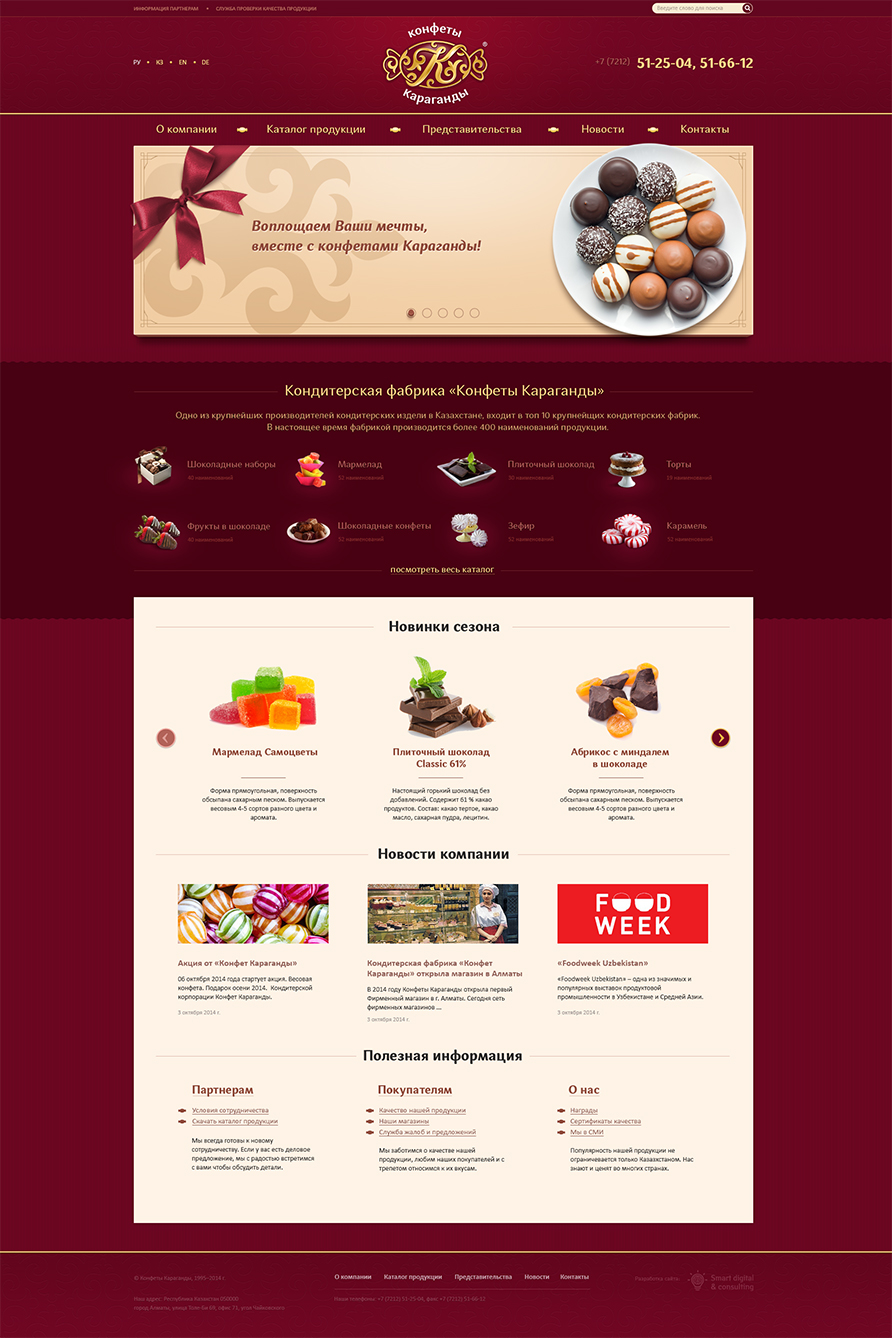 ИНФОРМАЦИЯ ПАРТНЕРАМ • СЛУЖБА ПРОВЕРКИ КАЧЕСТВА ПРОДУКЦИИ
Введите слово для поиска
конфеты
К
®
Караганды
РУ • КЗ • EN • DE
+7 (7212) 51-25-04, 51-66-12
О компании
Каталог продукции
Представительства
Новости
Контакты
Воплощаем Ваши мечты,
вместе с конфетами Караганды!
Кондитерская фабрика «Конфеты Караганды»
Одно из крупнейших производителей кондитерских издели в Казахстане, входит в топ 10 крупнейших кондитерских фабрик.
В настоящее время фабрикой производится более 400 наименований продукции.
Шоколадные наборы
40 наименований
Мармелад
52 наименований
Плиточный шоколад
30 наименований
Торты
19 наименований
Фрукты в шоколаде
40 наименований
Шокопадные конфеты
52 наименований
Зефир
52 наименований
Карамель
52 наименований
посмотреть весь каталог
Новинки сезона
Мармелад Самоцветы
Форма прямоугольная, поверхность
обсыпана сахарным песком. Выпускается
весовым 4-5 сортов разного цвета и
аромата.
Плиточный шоколад
Classic 61%
Настоящий горький шоколад без
добавлений. Содержит 61 % какао
продуктов. Состав: какао тертое, какао
масло, сахарная пудра, лецитин.
Абрикос с миндалем
в шоколаде
Форма прямоугольная, поверхность
обсыпана сахарным песком. Выпускается
весовым 4-5 сортов разного цвета и
аромата.
Новости компании
Акция от «Конфет Караганды»
06 октября 2014 года стартует акция. Весовая
конфета. Подарок осени 2014. Кондитерской
корпорации Конфет Караганды.
3 октября 2014 г.
Кондитерская фабрика «Конфет
Караганды» открыла магазин в Алматы
В 2014 году Конфеты Караганды открыла первый
Фирменный магазин в г. Алматы. Сегодня сеть
фирменных магазинов ...
3 октября 2014 г.
FOOD
WEEK
«Foodweek Uzbekistan»
«Foodweek Uzbekistan» – одна из значимых и
популярных выставок продуктовой
промышленности в Узбекистане и Средней Азии.
3 октября 2014 г.
Полезная информация
Партнерам
Условия сотрудничества
Скачать каталог продукции
Мы всегда готовы к новому
сотрудничеству. Если у вас есть деловое
предложение, мы с радостью встретимся
с вами чтобы обсудить детали.
Покупателям
Качество нашей продукции
Наши магазины
Служба жалоб и предложений
Мы заботимся о качестве нашей
продукции, любим наших покупателей и с
трепетом относимся к их вкусам.
О нас
Награды
Сертификаты качества
Мы в СМИ
Популярность нашей продукции не
ограничевается только Казахстаном. Нас
знают и ценят во многих странах.
© Конфеты Караганды, 1995–2014 г.
Наш адрес: Республика Казахстан 050000
город Алматы, улица Толе-би 69, офис 71, угол Чайковского
О компании
Каталог продукции
Представительства
Новости
Контакты
Наши телефоны: +7 (7212) 51-25-04, факс +7 (7212) 51-66-12
Разработка сайта:
Smart digital
& consulting